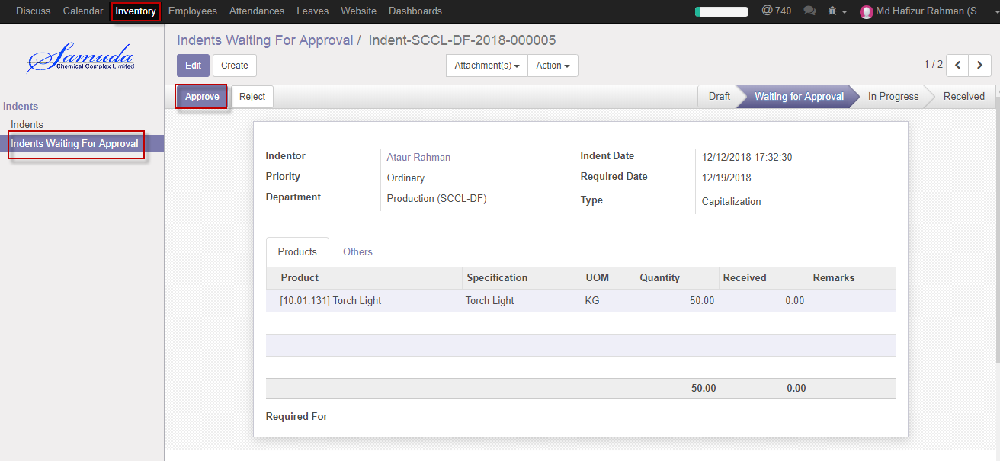 Discuss Calendar Inventory Employees Attendances Leaves Website Dashboards @ 740 Md.Hafizur Rahman (S...
Samuda
Chemical Complex Limited
Indents
Indents
Indents Waiting For Approval
Indents Waiting For Approval / Indent-SCCL-DF-2018-000005
Edit Create Attachment(s) Action 1 / 2
Approve Reject Draft Waiting for Approval In Progress Received
Indentor Ataur Rahman Indent Date 12/12/2018 17:32:30
Priority Ordinary Required Date 12/19/2018
Department Production (SCCL-DF) Type Capitalization
Products Others
Product Specification UOM Quantity Received Remarks
[10.01.131] Torch Light Torch Light KG 50.00 0.00
50.00 0.00
Required For